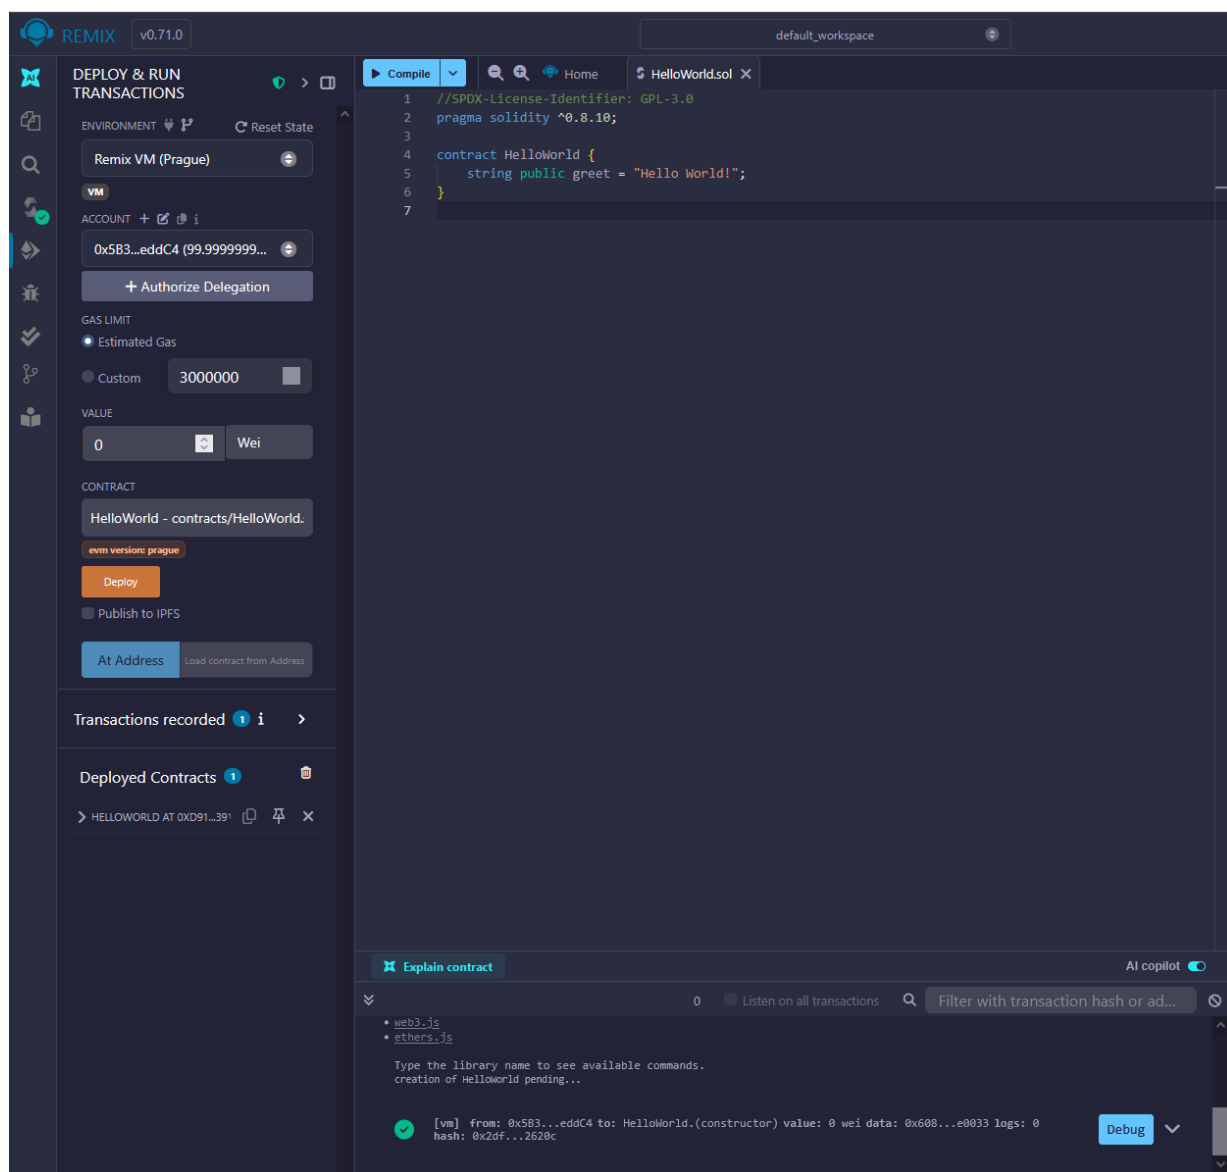 REMIX v0.71.0 default_workspace
DEPLOY & RUN
TRANSACTIONS
ENVIRONMENT Reset State
Remix VM (Prague)
VM
ACCOUNT
0x5B3...eddC4 (99.9999999...
+ Authorize Delegation
GAS LIMIT
Estimated Gas
Custom 3000000
VALUE
0 Wei
CONTRACT
HelloWorld - contracts/HelloWorld.
evm version: prague
Deploy
Publish to IPFS
At Address Load contract from Address
Transactions recorded 1 i
Deployed Contracts 1
HELLOWORLD AT 0XD91...391
Compile Home HelloWorld.sol
1 //SPDX-License-Identifier: GPL-3.0
2 pragma solidity ^0.8.10;
3
4 contract HelloWorld {
5 string public greet = "Hello World!";
6 }
7
Explain contract AI copilot
0 Listen on all transactions Filter with transaction hash or ad...
• web3.js
• ethers.js
Type the library name to see available commands.
creation of HelloWorld pending...
[vm] from: 0x5B3...eddC4 to: HelloWorld.(constructor) value: 0 wei data: 0x608...e0033 logs: 0
hash: 0x2df...2620c
Debug